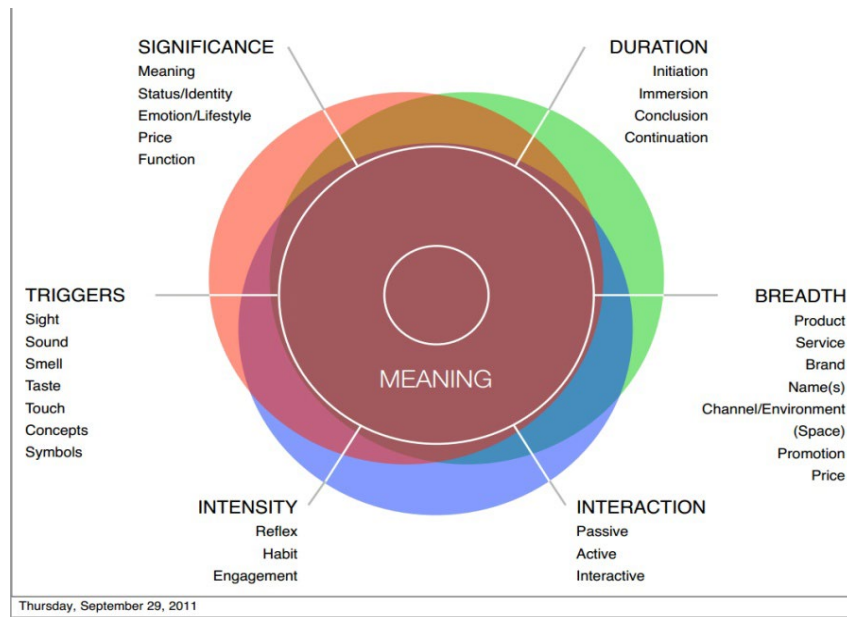 SIGNIFICANCE
Meaning
Status/Identity
Emotion/Lifestyle
Price
Function
DURATION
Initiation
Immersion
Conclusion
Continuation
TRIGGERS
Sight
Sound
Smell
Taste
Touch
Concepts
Symbols
MEANING
BREADTH
Product
Service
Brand
Name(s)
Channel/Environment
(Space)
Promotion
Price
INTENSITY
Reflex
Habit
Engagement
INTERACTION
Passive
Active
Interactive
Thursday, September 29, 2011